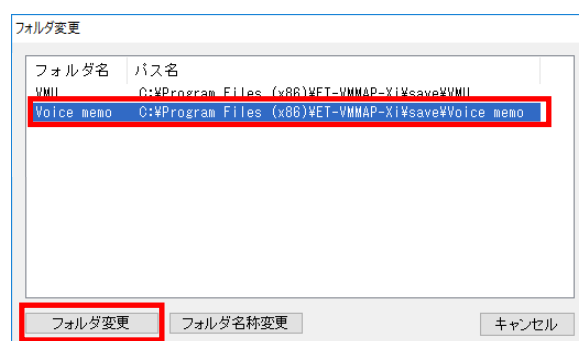 フォルダ変更
フォルダ名 パス名
VMU C:¥Program Files (x86)¥ET-VMMAP-Xi¥save¥VMU
Voice memo C:¥Program Files (x86)¥ET-VMMAP-Xi¥save¥Voice memo
フォルダ変更 フォルダ名称変更 キャンセル